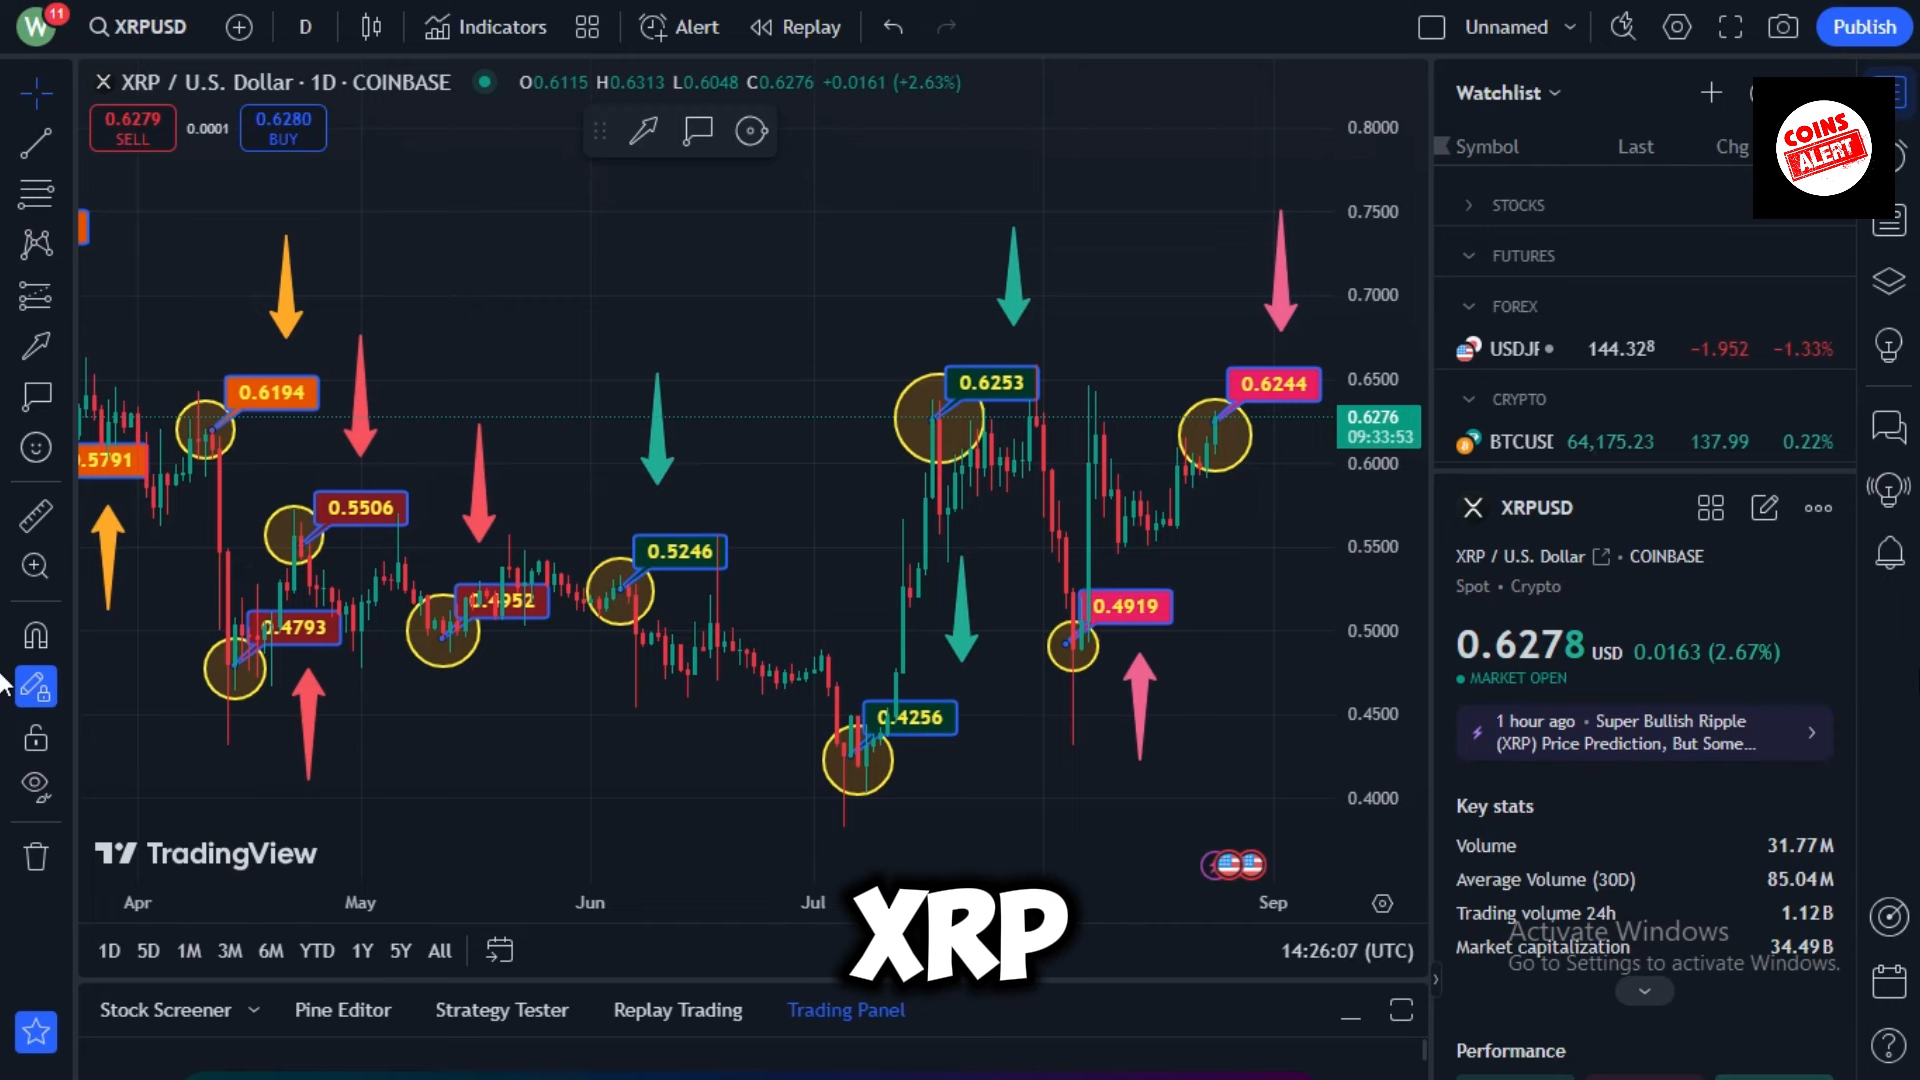 W 11 XRPUSD D Indicators Alert Replay Unnamed Publish
X XRP / U.S. Dollar · 1D · COINBASE O0.6115 H0.6313 L0.6048 C0.6276 +0.0161 (+2.63%)
0.6279 SELL 0.0001 0.6280 BUY
0.8000
0.7500
0.7000
0.6500
0.6276
09:33:53
0.6000
0.5500
0.5000
0.4500
0.4000
0.6194
.5791
0.5506
0.4793
0.4952
0.5246
0.4256
0.6253
0.4919
0.6244
TradingView
Apr May Jun Jul Sep
XRP
1D 5D 1M 3M 6M YTD 1Y 5Y All 14:26:07 (UTC)
Stock Screener Pine Editor Strategy Tester Replay Trading Trading Panel
Watchlist
COINS
ALERT
Symbol Last Chg
STOCKS
FUTURES
FOREX
USDJF 144.328 −1.952 −1.33%
CRYPTO
BTCUSD 64,175.23 137.99 0.22%
XRPUSD
XRP / U.S. Dollar • COINBASE
Spot • Crypto
0.6278 USD 0.0163 (2.67%)
MARKET OPEN
1 hour ago • Super Bullish Ripple
(XRP) Price Prediction, But Some...
Key stats
Volume 31.77M
Average Volume (30D) 85.04M
Trading volume 24h 1.12B
Market capitalization 34.49B
Activate Windows
Go to Settings to activate Windows.
Performance